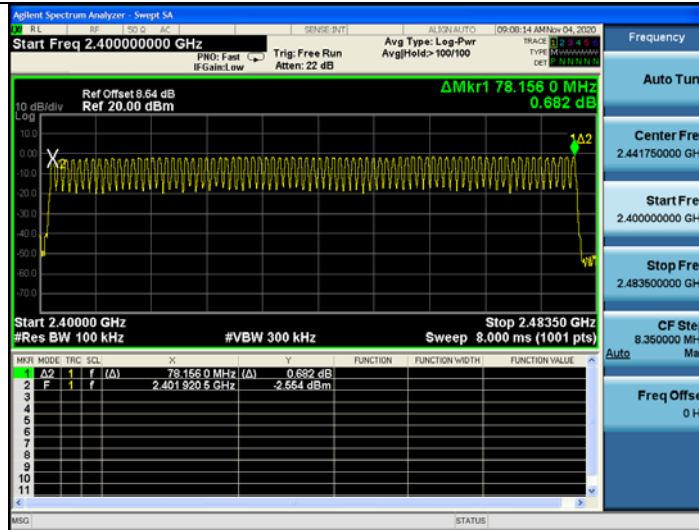 Agilent Spectrum Analyzer - Swept SA
RL RF 50 Ω AC SENSE:INT ALIGN AUTO 09:08:14 AM Nov 04, 2020
Start Freq 2.400000000 GHz
PNO: Fast
IFGain:Low
Trig: Free Run
Atten: 22 dB
Avg Type: Log-Pwr
Avg|Hold:> 100/100
TRACE 1 2 3 4 5 6
TYPE MWWWWW
DET P N N N N N
Ref Offset 8.64 dB
10 dB/div Ref 20.00 dBm
Log
ΔMkr1 78.156 0 MHz
0.682 dB
10.0
0.00
-10.0
-20.0
-30.0
-40.0
-50.0
-60.0
-70.0
X2
1Δ2
Start 2.40000 GHz Stop 2.48350 GHz
#Res BW 100 kHz #VBW 300 kHz Sweep 8.000 ms (1001 pts)
MKR MODE TRC SCL X Y FUNCTION FUNCTION WIDTH FUNCTION VALUE
1 Δ2 1 f (Δ) 78.156 0 MHz (Δ) 0.682 dB
2 F 1 f 2.401 920 5 GHz -2.554 dBm
3
4
5
6
7
8
9
10
11
MSG STATUS
Frequency
Auto Tun
Center Fre
2.441750000 GH
Start Fre
2.400000000 GH
Stop Fre
2.483500000 GH
CF Ste
8.350000 MH
Auto Ma
Freq Offse
0 H